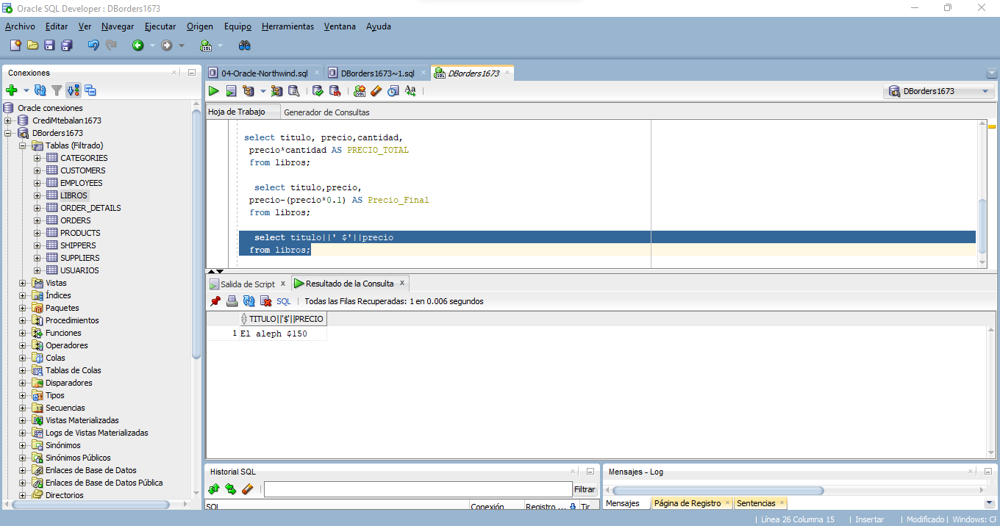 Oracle SQL Developer : DBorders1673
Archivo Editar Ver Navegar Ejecutar Origen Equipo Herramientas Ventana Ayuda
Conexiones
Oracle conexiones
CrediMtebalan1673
DBorders1673
Tablas (Filtrado)
CATEGORIES
CUSTOMERS
EMPLOYEES
LIBROS
ORDER_DETAILS
ORDERS
PRODUCTS
SHIPPERS
SUPPLIERS
USUARIOS
Vistas
Índices
Paquetes
Procedimientos
Funciones
Operadores
Colas
Tablas de Colas
Disparadores
Tipos
Secuencias
Vistas Materializadas
Logs de Vistas Materializadas
Sinónimos
Sinónimos Públicos
Enlaces de Base de Datos
Enlaces de Base de Datos Pública
Directorios
04-Oracle-Northwind.sql DBorders1673~1.sql DBorders1673
DBorders1673
Hoja de Trabajo Generador de Consultas
select titulo, precio,cantidad,
precio*cantidad AS PRECIO_TOTAL
from libros;
select titulo,precio,
precio-(precio*0.1) AS Precio_Final
from libros;
select titulo||' $'||precio
from libros;
Salida de Script x Resultado de la Consulta x
SQL | Todas las Filas Recuperadas: 1 en 0.006 segundos
TITULO||'$'||PRECIO
1 El aleph $150
Historial SQL
Filtrar
SQL Conexión Registro ... Tir
Mensajes - Log
Mensajes Página de Registro Sentencias
| Línea 26 Columna 15 | Insertar | Modificado | Windows: CF